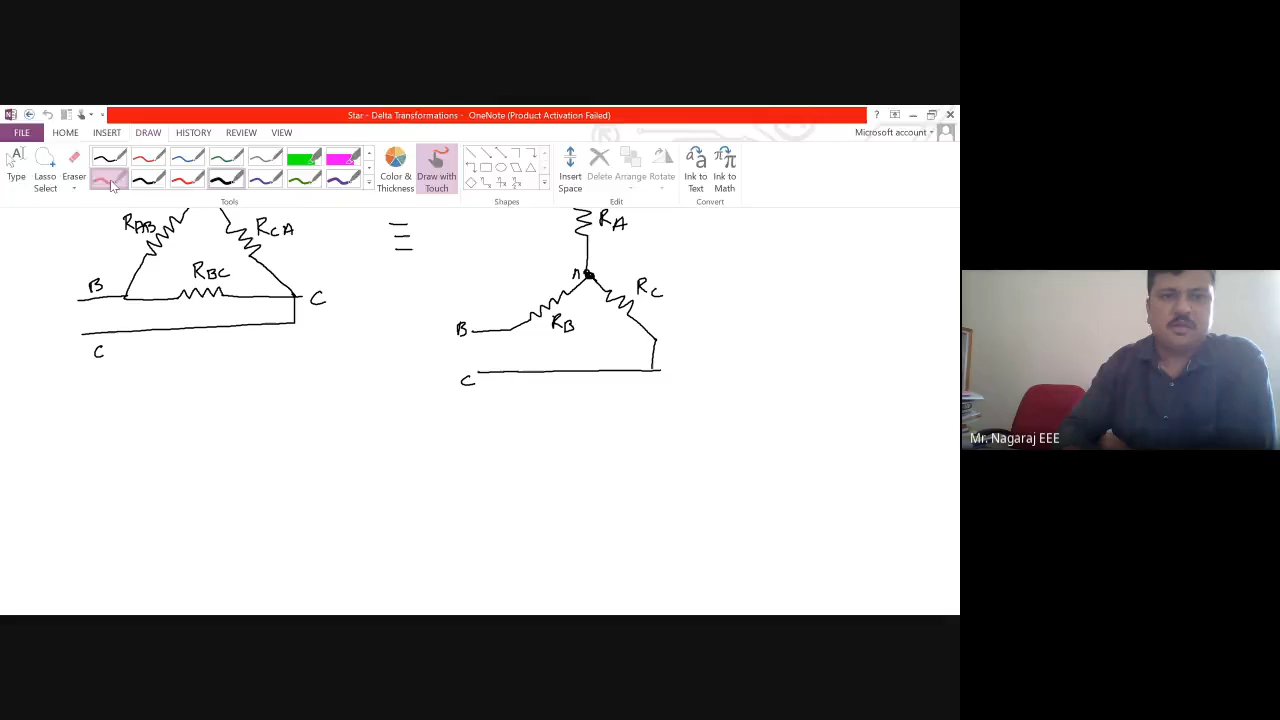 Star - Delta Transformations - OneNote (Product Activation Failed)
FILE HOME INSERT DRAW HISTORY REVIEW VIEW
Microsoft account
Type
Lasso Select
Eraser
Color & Thickness
Draw with Touch
Insert Space
Delete
Arrange
Rotate
Ink to Text
Ink to Math
Tools
Shapes
Edit
Convert
RAB
RCA
RBC
B
C
C
≡
RA
n
RB
RC
B
C
Mr. Nagaraj EEE